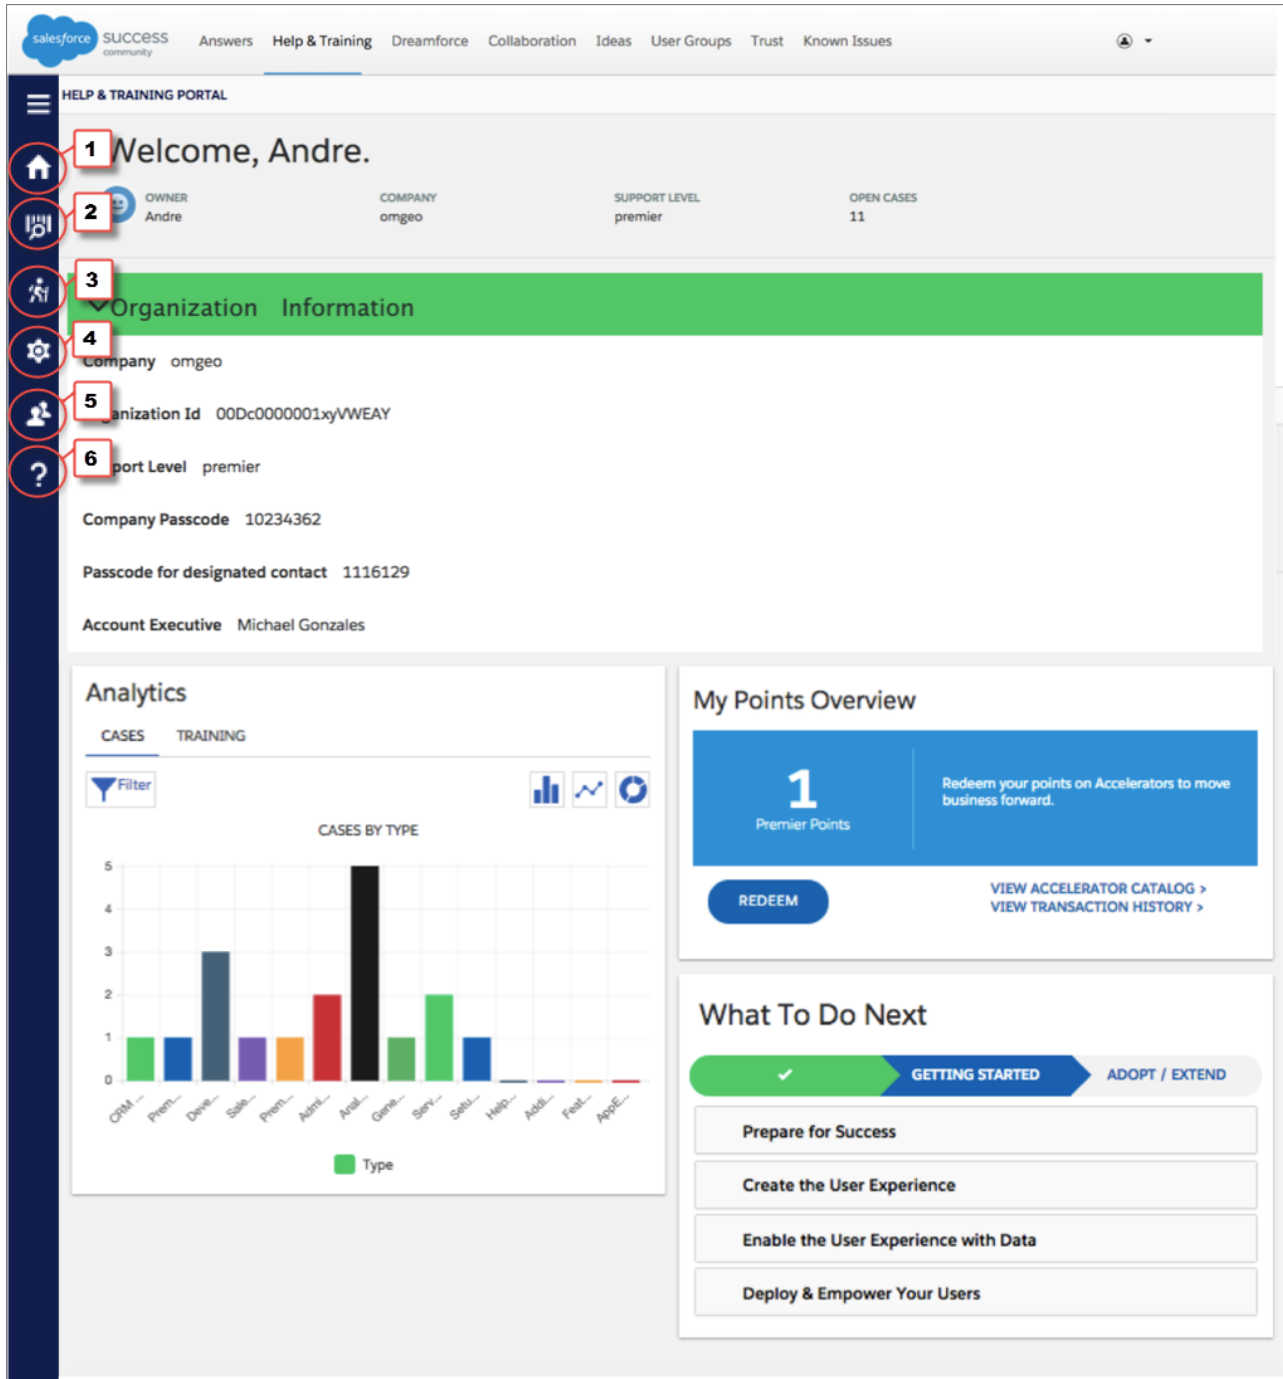 salesforce success community Answers Help & Training Dreamforce Collaboration Ideas User Groups Trust Known Issues
HELP & TRAINING PORTAL
1
Welcome, Andre.
2
OWNER COMPANY SUPPORT LEVEL OPEN CASES
Andre omgeo premier 11
3
Organization Information
4
Company omgeo
5
anization Id 00Dc0000001xyVWEAY
6
port Level premier
Company Passcode 10234362
Passcode for designated contact 1116129
Account Executive Michael Gonzales
Analytics
CASES TRAINING
Filter
CASES BY TYPE
5
4
3
2
1
0
CRM ... Prem... Deve... Sale... Prem... Admi... Anal... Gene... Serv... Setu... Help... Addi... Feat... AppE...
Type
My Points Overview
1
Premier Points
Redeem your points on Accelerators to move
business forward.
REDEEM
VIEW ACCELERATOR CATALOG >
VIEW TRANSACTION HISTORY >
What To Do Next
GETTING STARTED ADOPT / EXTEND
Prepare for Success
Create the User Experience
Enable the User Experience with Data
Deploy & Empower Your Users